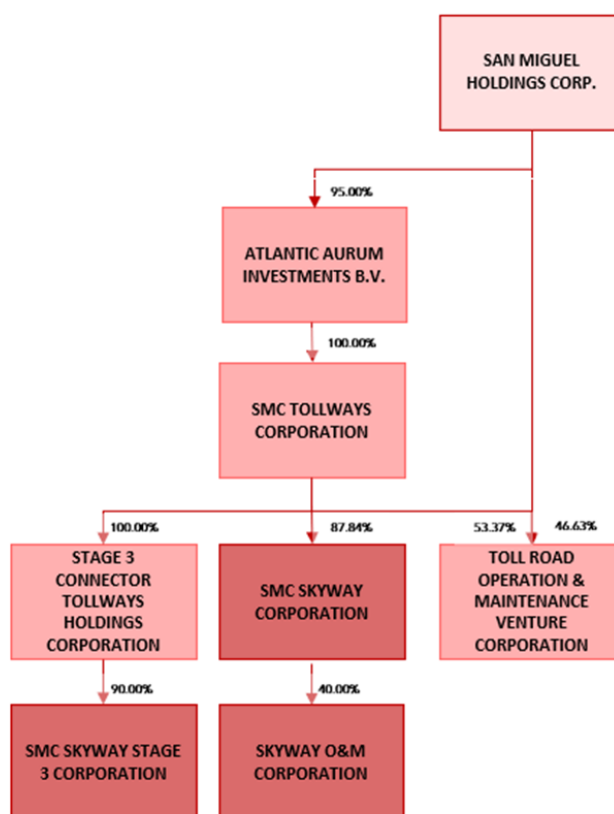 SAN MIGUEL
HOLDINGS CORP.
95.00%
ATLANTIC AURUM
INVESTMENTS B.V.
100.00%
SMC TOLLWAYS
CORPORATION
100.00%
87.84%
53.37%
46.63%
STAGE 3
CONNECTOR
TOLLWAYS
HOLDINGS
CORPORATION
SMC SKYWAY
CORPORATION
TOLL ROAD
OPERATION &
MAINTENANCE
VENTURE
CORPORATION
90.00%
40.00%
SMC SKYWAY STAGE
3 CORPORATION
SKYWAY O&M
CORPORATION